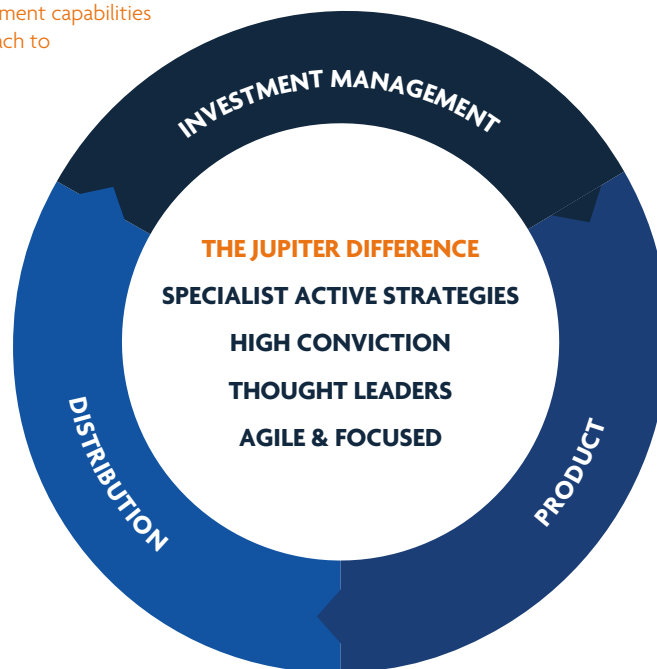 ment capabilities
ach to
INVESTMENT MANAGEMENT
THE JUPITER DIFFERENCE
SPECIALIST ACTIVE STRATEGIES
HIGH CONVICTION
THOUGHT LEADERS
AGILE & FOCUSED
DISTRIBUTION
PRODUCT